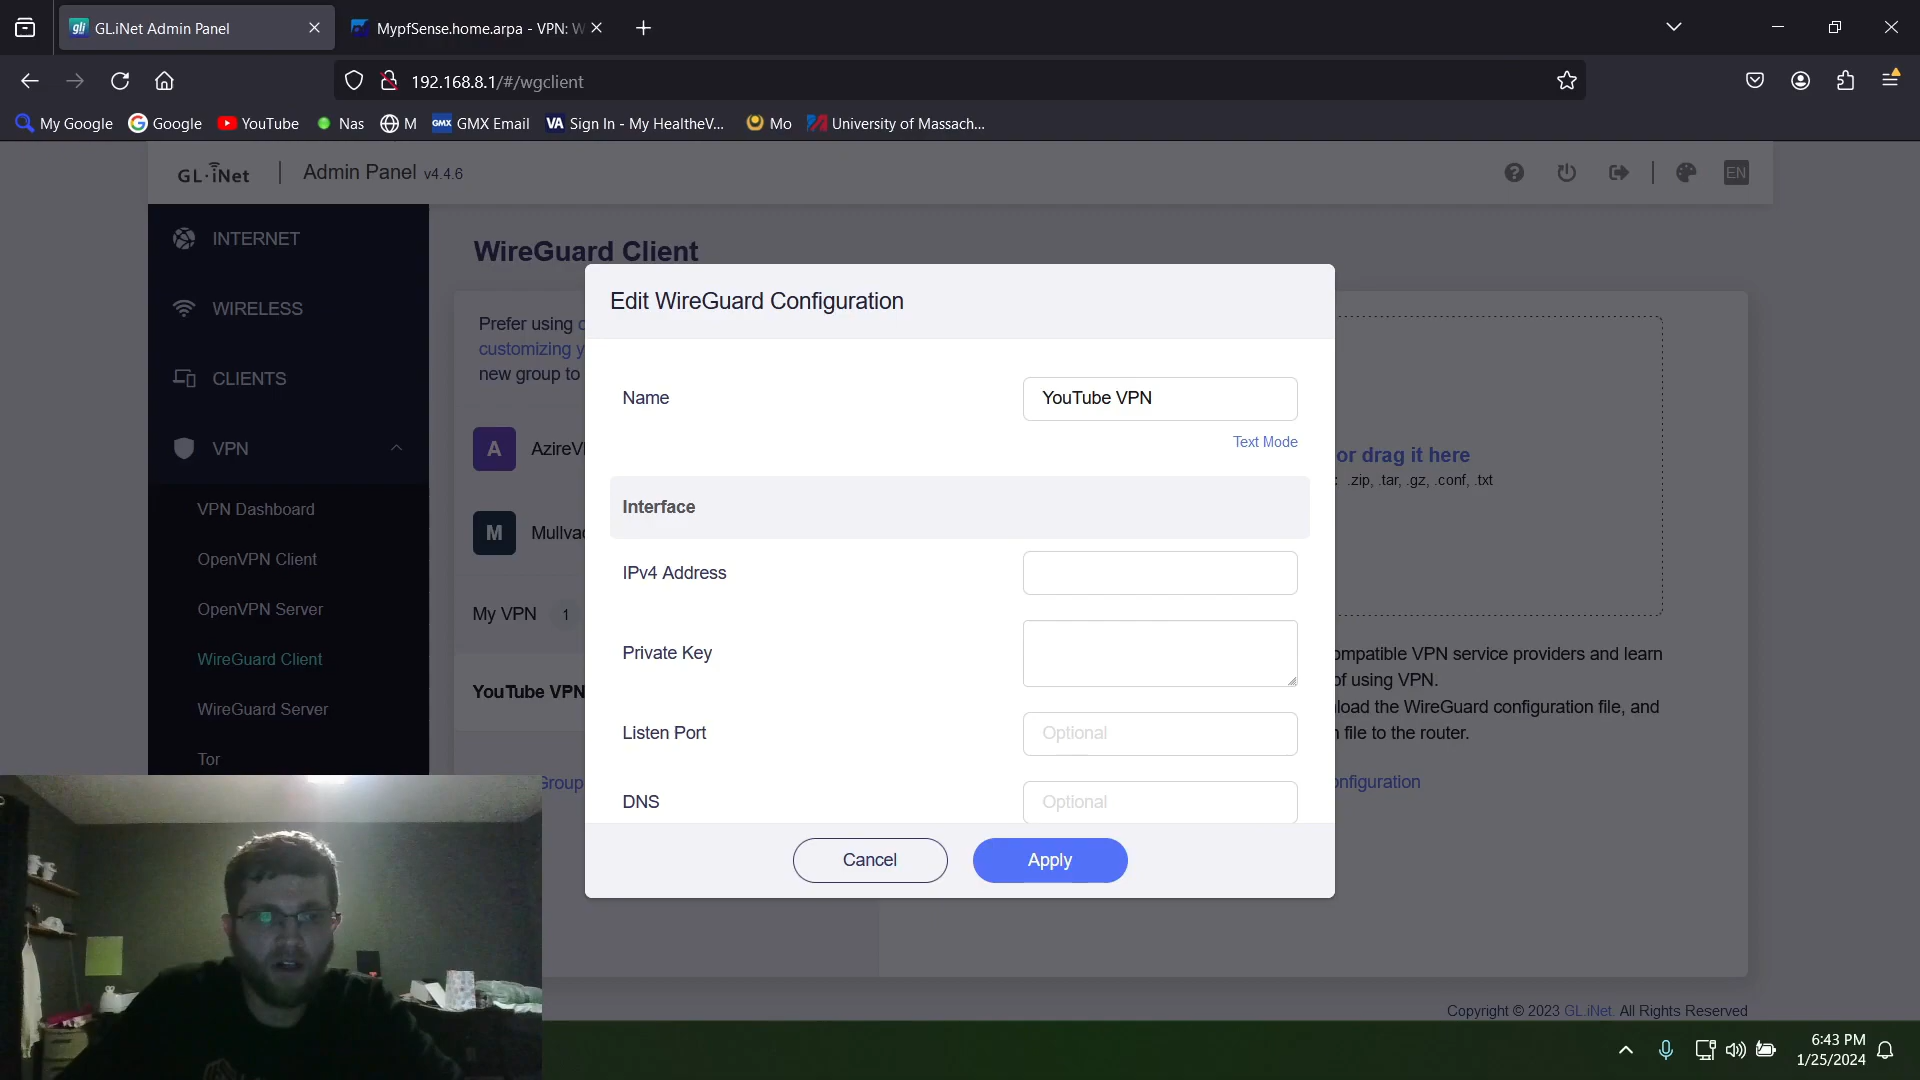 GL.iNet Admin Panel
MypfSense.home.arpa - VPN: W
192.168.8.1/#/wgclient
My Google
Google
YouTube
Nas
M
GMX Email
Sign In - My HealtheV...
Mo
University of Massach...
GL·iNet
Admin Panel v4.4.6
EN
INTERNET
WIRELESS
CLIENTS
VPN
VPN Dashboard
OpenVPN Client
OpenVPN Server
WireGuard Client
WireGuard Server
Tor
WireGuard Client
Prefer using
customizing y
new group to
A AzireV
M Mullva
My VPN 1
YouTube VPN
Group
Edit WireGuard Configuration
Name
YouTube VPN
Text Mode
Interface
IPv4 Address
Private Key
Listen Port
Optional
DNS
Optional
Cancel
Apply
or drag it here
: .zip, .tar, .gz, .conf, .txt
ompatible VPN service providers and learn
of using VPN.
load the WireGuard configuration file, and
file to the router.
onfiguration
Copyright © 2023 GL.iNet. All Rights Reserved
6:43 PM
1/25/2024